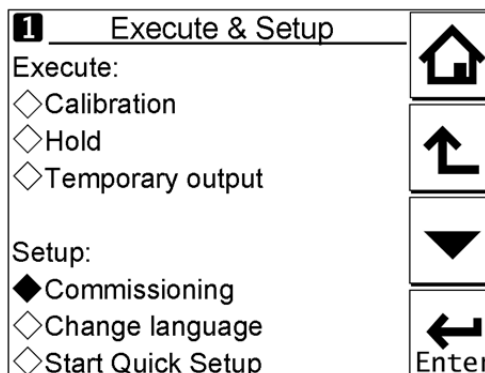 1 Execute & Setup
Execute:
Calibration
Hold
Temporary output
Setup:
Commissioning
Change language
Start Quick Setup
Enter